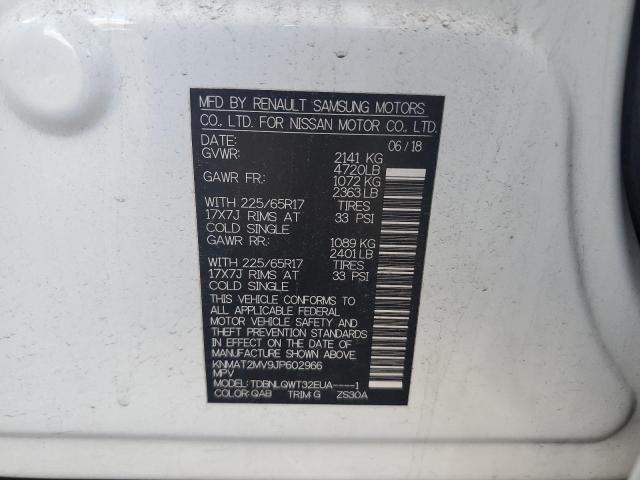 MFD BY RENAULT SAMSUNG MOTORS
CO., LTD. FOR NISSAN MOTOR CO., LTD.
DATE: 06 / 18
GVWR: 2141 KG
4720LB
GAWR FR: 1072 KG
2363 LB
WITH 225/65R17 TIRES
17X7J RIMS AT 33 PSI
COLD SINGLE
GAWR RR: 1089 KG
2401 LB
WITH 225/65R17 TIRES
17X7J RIMS AT 33 PSI
COLD SINGLE
THIS VEHICLE CONFORMS TO
ALL APPLICABLE FEDERAL
MOTOR VEHICLE SAFETY AND
THEFT PREVENTION STANDARDS
IN EFFECT ON THE DATE OF
MANUFACTURE SHOWN ABOVE.
KNMAT2MV9JP602966
MPV
MODEL: TDBNLQWT32EUA----1
COLOR: QAB TRIM: G ZS30A